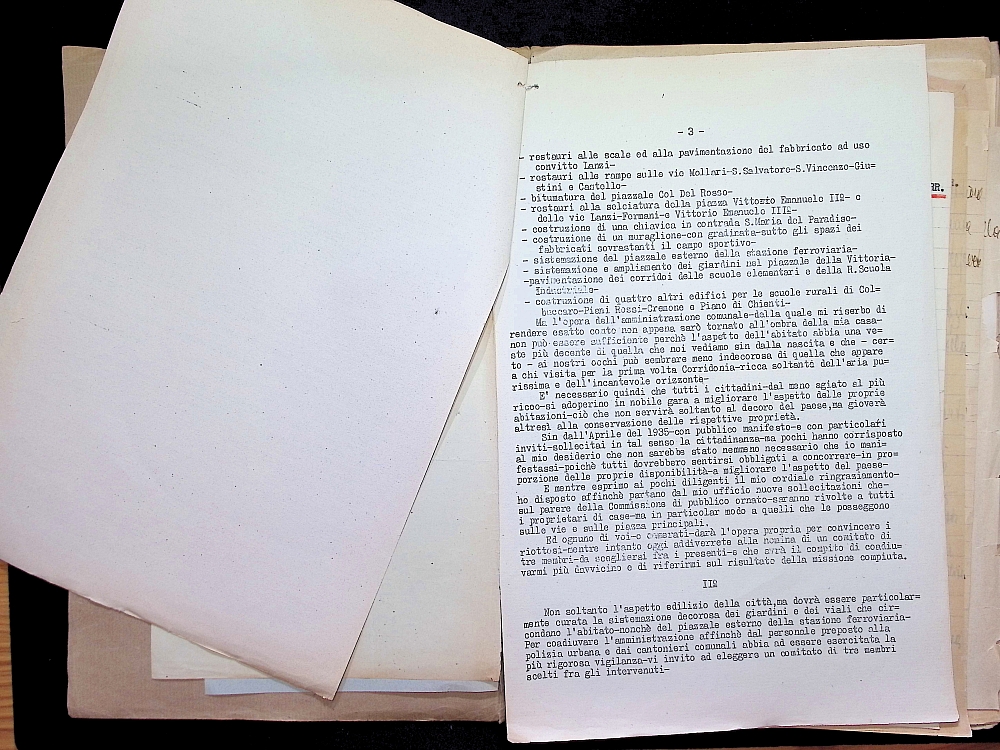 - 3 -
- restauri alle scale ed alla pavimentazione del fabbricato ad uso
convitto Lanzi-
- restauri alle rampe sulle vie Mollari-S.Salvatore-S.Vincenzo-Giu=
stini e Castello-
- bitumatura del piazzale Col Del Rosso-
- restauri alla selciatura della piazza Vittorio Emanuele IIº- e
delle vie Lanzi-Formani-e Vittorio Emanuele IIIº-
- costruzione di una chiavica in contrada S.Maria del Paradiso-
- costruzione di un muraglione-con gradinata-sotto gli spazi dei
fabbricati sovrastanti il campo sportivo-
- sistemazione del piazzale esterno della stazione ferroviaria-
- sistemazione e ampliamento dei giardini nel piazzale della Vittoria-
-pavimentazione dei corridoi delle scuole elementari e della R.Scuola
Industriale-
- costruzione di quattro altri edifici per le scuole rurali di Col=
buccaro-Piani Rossi-Cremone e Piano di Chienti-
Ma l'opera dell'amministrazione comunale-della quale mi riserbo di
rendere esatto conto non appena sarò tornato all'ombra della mia casa-
non può essere sufficiente perchè l'aspetto dell'abitato abbia una ve=
ste più decente di quella che noi vediamo sin dalla nascita e che - cer=
to - ai nostri occhi può sembrare meno indecorosa di quella che appare
a chi visita per la prima volta Corridonia-ricca soltanto dell'aria pu=
rissima e dell'incantevole orizzonte-
E' necessario quindi che tutti i cittadini-dal meno agiato al più
ricco-si adoperino in nobile gara a migliorare l'aspetto delle proprie
abitazioni-ciò che non servirà soltanto al decoro del paese,ma gioverà
altresì alla conservazione delle rispettive proprietà.
Sin dall'Aprile del 1935-con pubblico manifesto-e con particolari
inviti-sollecitai in tal senso la cittadinanza-ma pochi hanno corrisposto
al mio desiderio che non sarebbe stato nemmeno necessario che io mani=
festassi-poichè tutti dovrebbero sentirsi obbligati a concorrere-in pro=
porzione delle proprie disponibilità-a migliorare l'aspetto del paese-
E mentre esprimo ai pochi diligenti il mio cordiale ringraziamento-
ho disposto affinchè partano dal mio ufficio nuove sollecitazioni che-
sul parere della Commissione di pubblico ornato-saranno rivolte a tutti
i proprietari di case-ma in particolar modo a quelli che le posseggono
sulle vie e sulle piazze principali.
Ed ognuno di voi-o camerati-darà l'opera propria per convincere i
riottosi-mentre intanto oggi addiverrete alla nomina di un comitato di
tre membri-da scegliersi fra i presenti-e che avrà il compito di coadiu=
varmi più davvicino e di riferirmi sul risultato della missione compiuta.
IIº
Non soltanto l'aspetto edilizio della città,ma dovrà essere particolar=
mente curata la sistemazione decorosa dei giardini e dei viali che cir=
condano l'abitato-nonchè del piazzale esterno della stazione ferroviaria-
Per coadiuvare l'amministrazione affinchè dal personale preposto alla
polizia urbana e dai cantonieri comunali abbia ad essere esercitata la
più rigorosa vigilanza-vi invito ad eleggere un comitato di tre membri
scelti fra gli intervenuti-